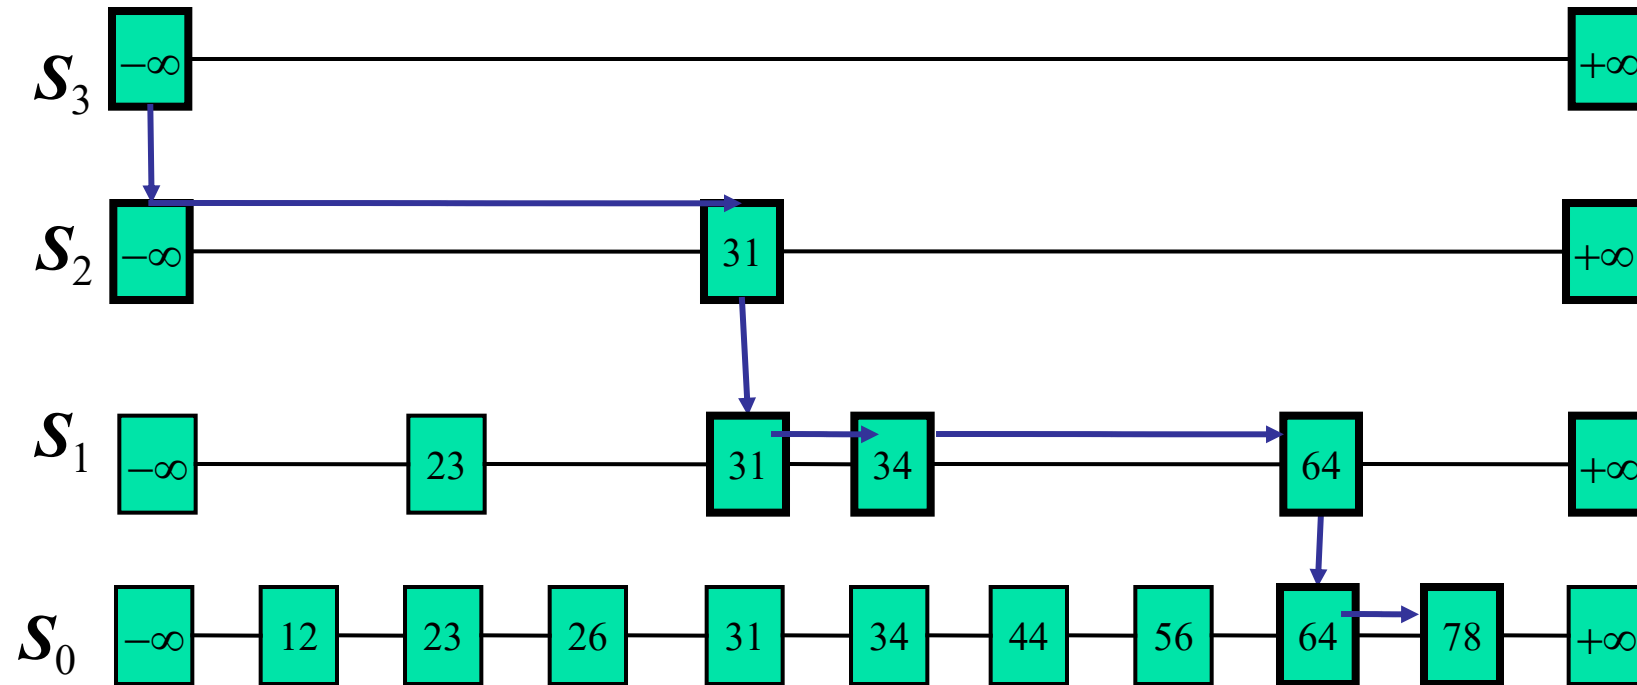 S₃ −∞ +∞
S₂ −∞ 31 +∞
S₁ −∞ 23 31 34 64 +∞
S₀ −∞ 12 23 26 31 34 44 56 64 78 +∞